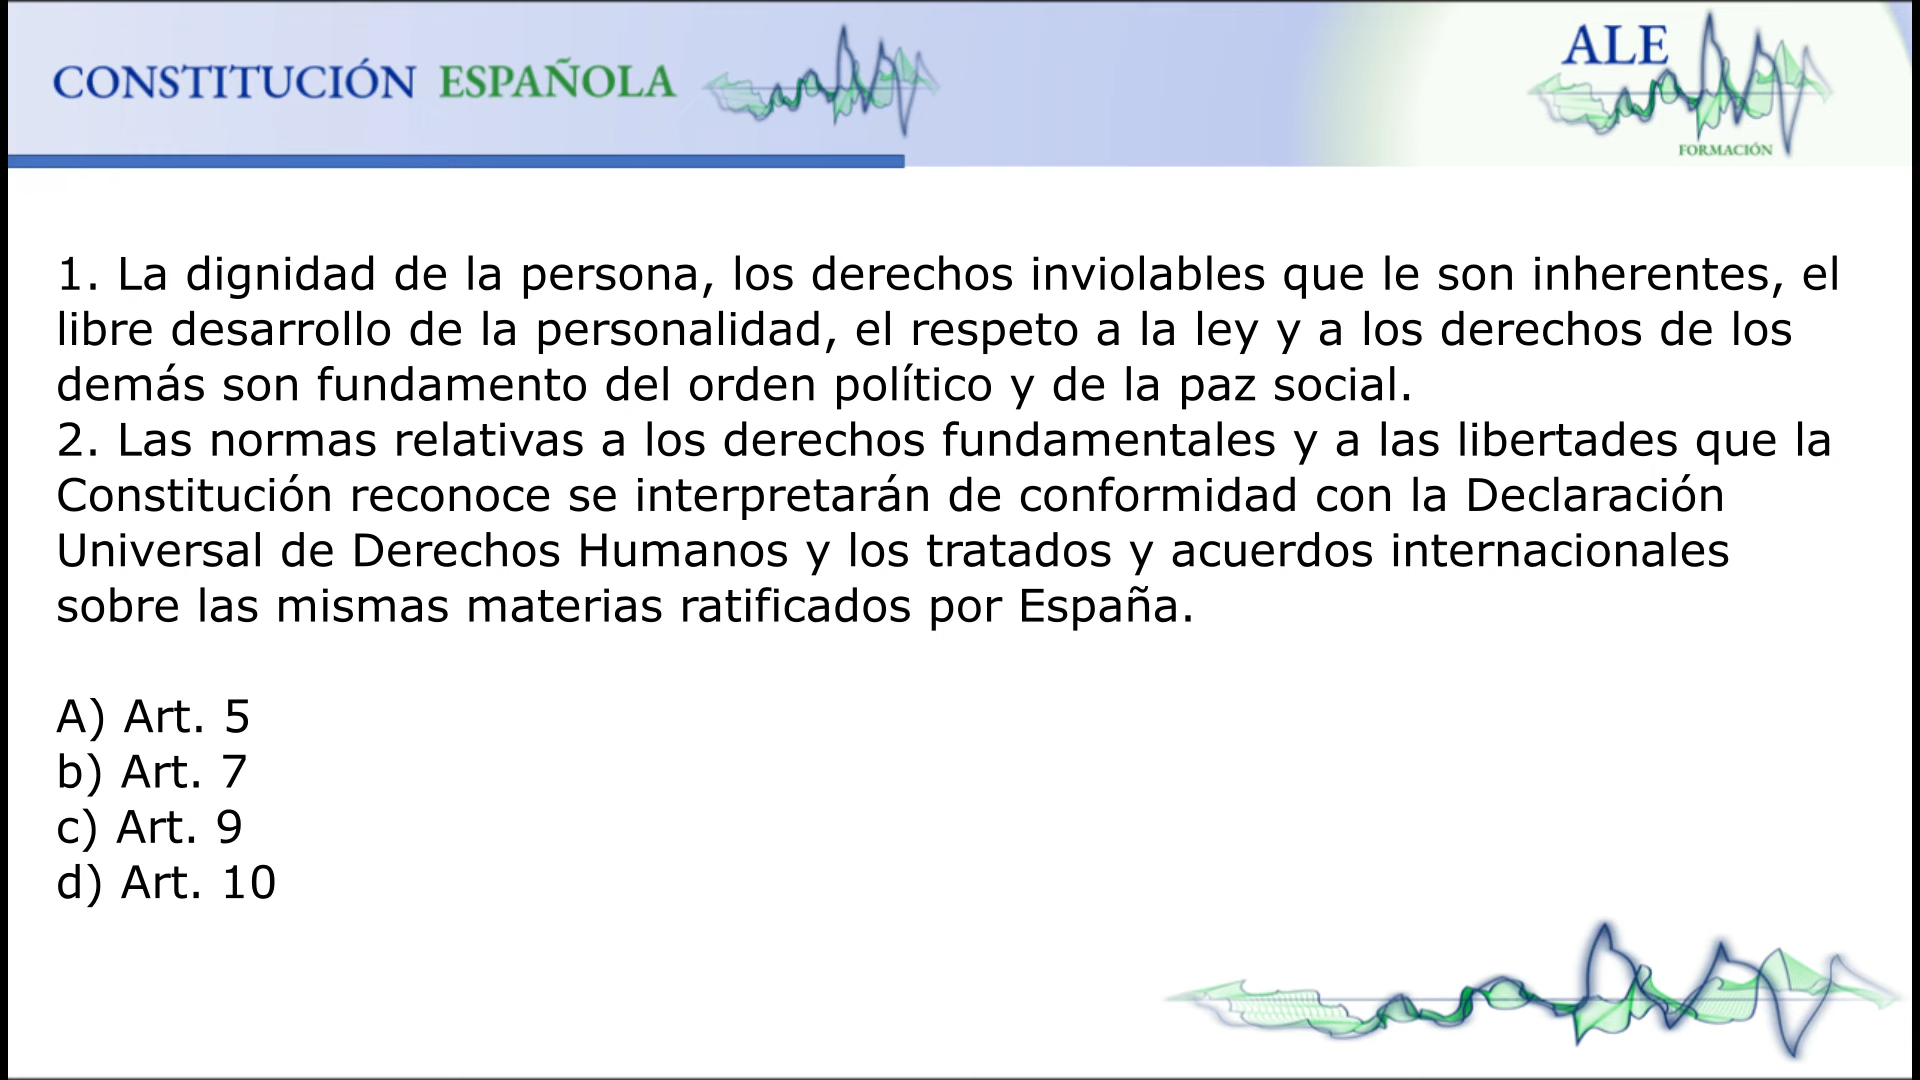 CONSTITUCIÓN ESPAÑOLA
ALE
FORMACIÓN
1. La dignidad de la persona, los derechos inviolables que le son inherentes, el
libre desarrollo de la personalidad, el respeto a la ley y a los derechos de los
demás son fundamento del orden político y de la paz social.
2. Las normas relativas a los derechos fundamentales y a las libertades que la
Constitución reconoce se interpretarán de conformidad con la Declaración
Universal de Derechos Humanos y los tratados y acuerdos internacionales
sobre las mismas materias ratificados por España.
A) Art. 5
b) Art. 7
c) Art. 9
d) Art. 10